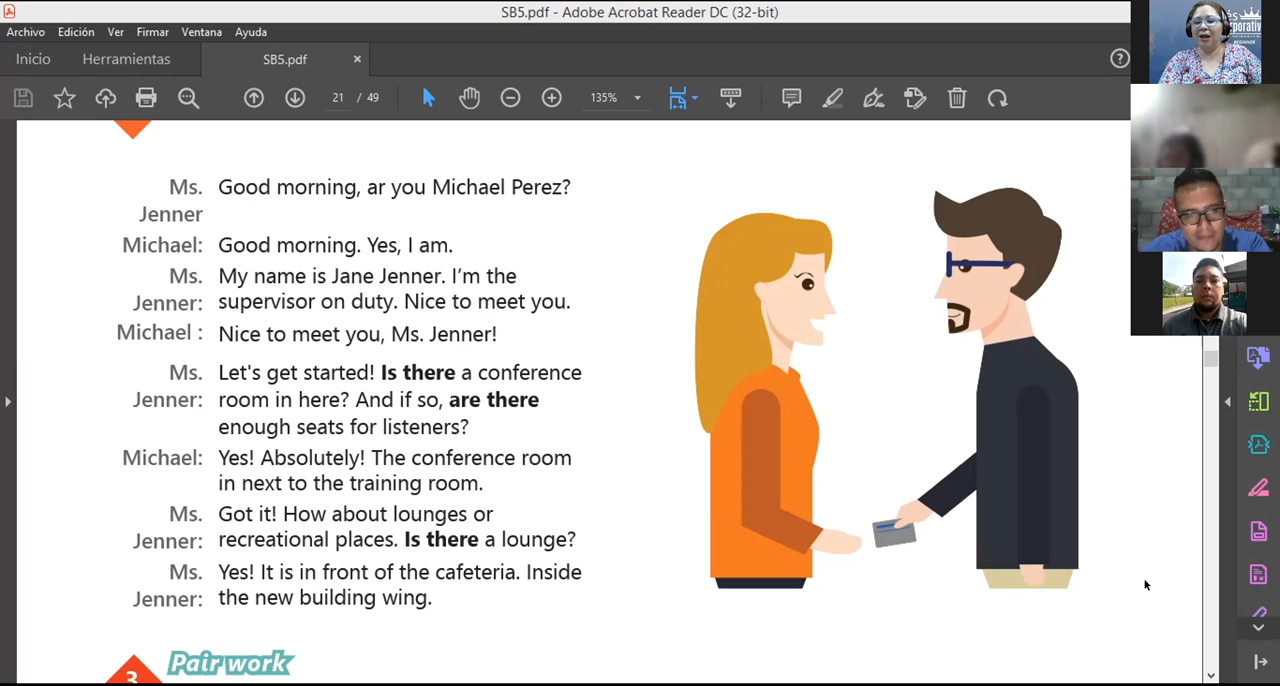 SB5.pdf - Adobe Acrobat Reader DC (32-bit)
Archivo Edición Ver Firmar Ventana Ayuda
Inicio Herramientas SB5.pdf ×
21 / 49 135%
Ms. Good morning, ar you Michael Perez?
Jenner
Michael: Good morning. Yes, I am.
Ms. My name is Jane Jenner. I'm the
Jenner: supervisor on duty. Nice to meet you.
Michael : Nice to meet you, Ms. Jenner!
Ms. Let's get started! Is there a conference
Jenner: room in here? And if so, are there
enough seats for listeners?
Michael: Yes! Absolutely! The conference room
in next to the training room.
Ms. Got it! How about lounges or
Jenner: recreational places. Is there a lounge?
Ms. Yes! It is in front of the cafeteria. Inside
Jenner: the new building wing.
3 Pair work